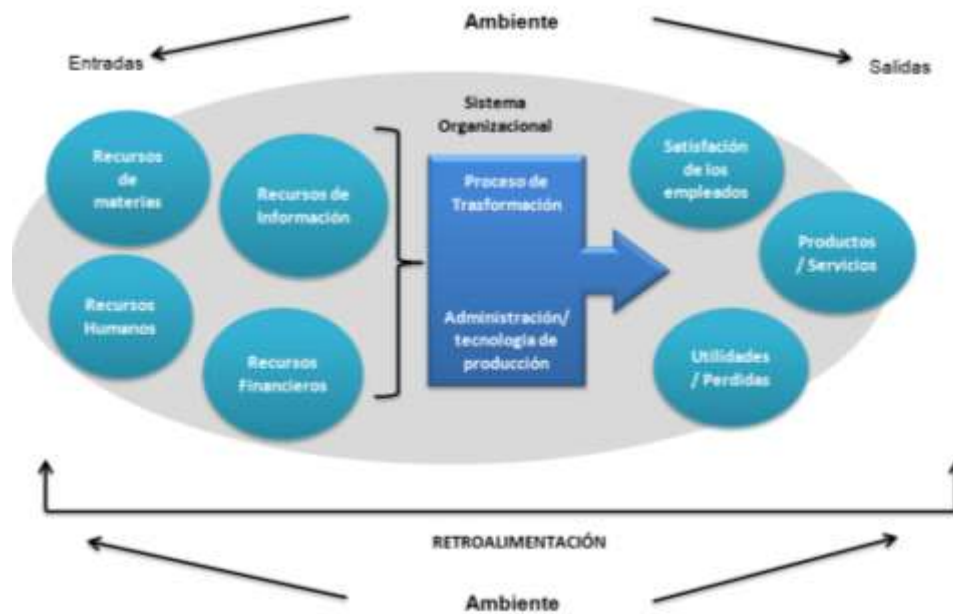 Ambiente
Entradas
Salidas
Recursos
de
materias
Recursos de
Información
Recursos
Humanos
Recursos
Financieros
Sistema
Organizacional
Proceso de
Trasformación
Administración/
tecnología de
producción
Satisfacción
de los
empleados
Productos
/ Servicios
Utilidades
/ Perdidas
RETROALIMENTACIÓN
Ambiente